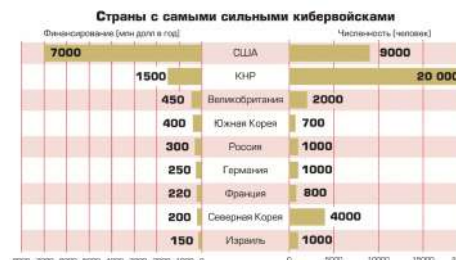 Страны с самыми сильными кибервойсками
Финансирование (млн долл в год) Численность (человек)
7000 США 9000
1500 КНР 20 000
450 Великобритания 2000
400 Южная Корея 700
300 Россия 1000
250 Германия 1000
220 Франция 800
200 Северная Корея 4000
150 Израиль 1000